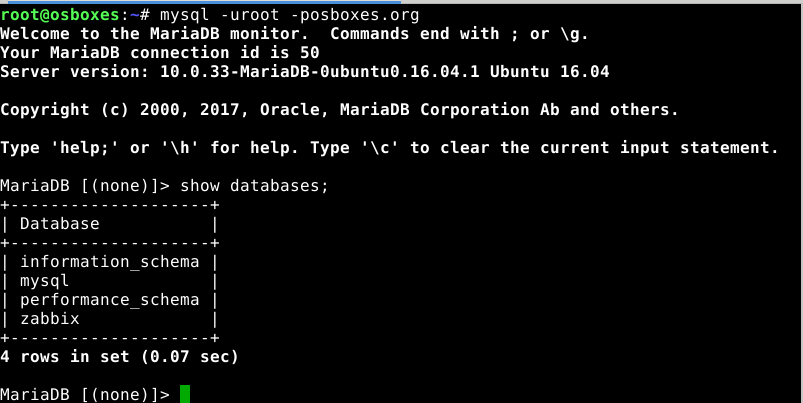 root@osboxes:~# mysql -uroot -posboxes.org
Welcome to the MariaDB monitor.  Commands end with ; or \g.
Your MariaDB connection id is 50
Server version: 10.0.33-MariaDB-0ubuntu0.16.04.1 Ubuntu 16.04

Copyright (c) 2000, 2017, Oracle, MariaDB Corporation Ab and others.

Type 'help;' or '\h' for help. Type '\c' to clear the current input statement.

MariaDB [(none)]> show databases;
+--------------------+
| Database           |
+--------------------+
| information_schema |
| mysql              |
| performance_schema |
| zabbix             |
+--------------------+
4 rows in set (0.07 sec)

MariaDB [(none)]>